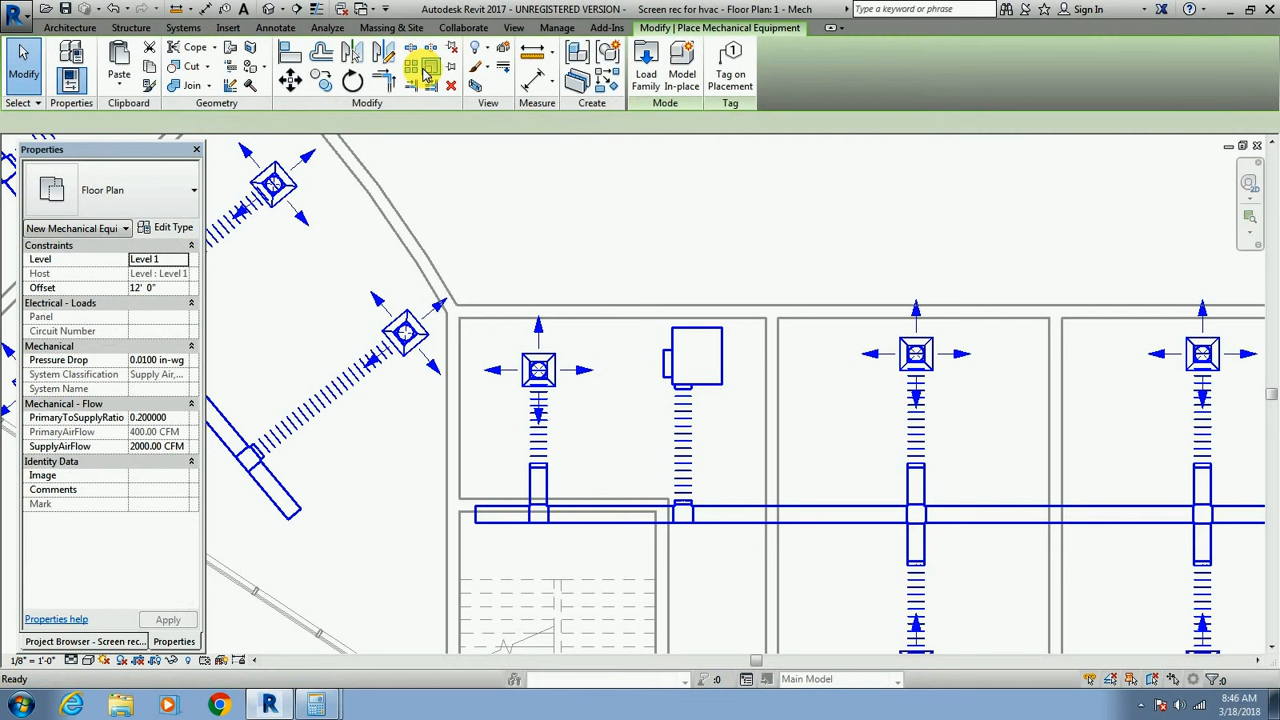 Autodesk Revit 2017 - UNREGISTERED VERSION - Screen rec for hvac - Floor Plan: 1 - Mech
Type a keyword or phrase
Sign In
Architecture Structure Systems Insert Annotate Analyze Massing & Site Collaborate View Manage Add-Ins Modify | Place Mechanical Equipment
Modify Paste Cope Cut Join Load Family Model In-place Tag on Placement
Select Properties Clipboard Geometry Modify View Measure Create Mode Tag
Properties
Floor Plan
New Mechanical Equi Edit Type
Constraints
Level Level 1
Host Level : Level 1
Offset 12' 0"
Electrical - Loads
Panel
Circuit Number
Mechanical
Pressure Drop 0.0100 in-wg
System Classification Supply Air,...
System Name
Mechanical - Flow
PrimaryToSupplyRatio 0.200000
PrimaryAirFlow 400.00 CFM
SupplyAirFlow 2000.00 CFM
Identity Data
Image
Comments
Mark
Properties help Apply
Project Browser - Screen rec... Properties
1/8" = 1'-0"
Ready :0 Main Model :0
8:46 AM
3/18/2018